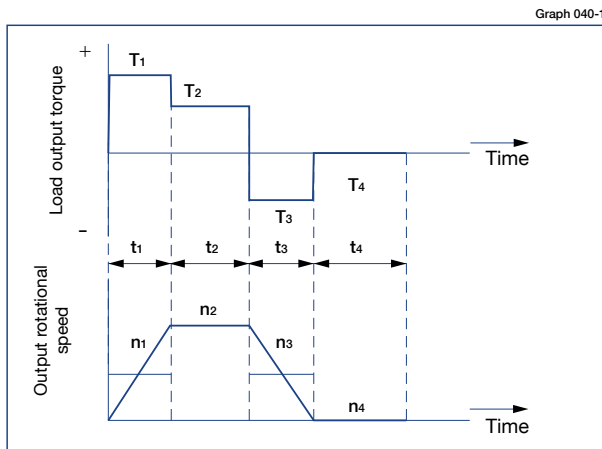 Graph 040-1
+
Load output torque
-
T1
T2
T3
T4
Time
t1 t2 t3 t4
Output rotational
speed
n1
n2
n3
n4
Time